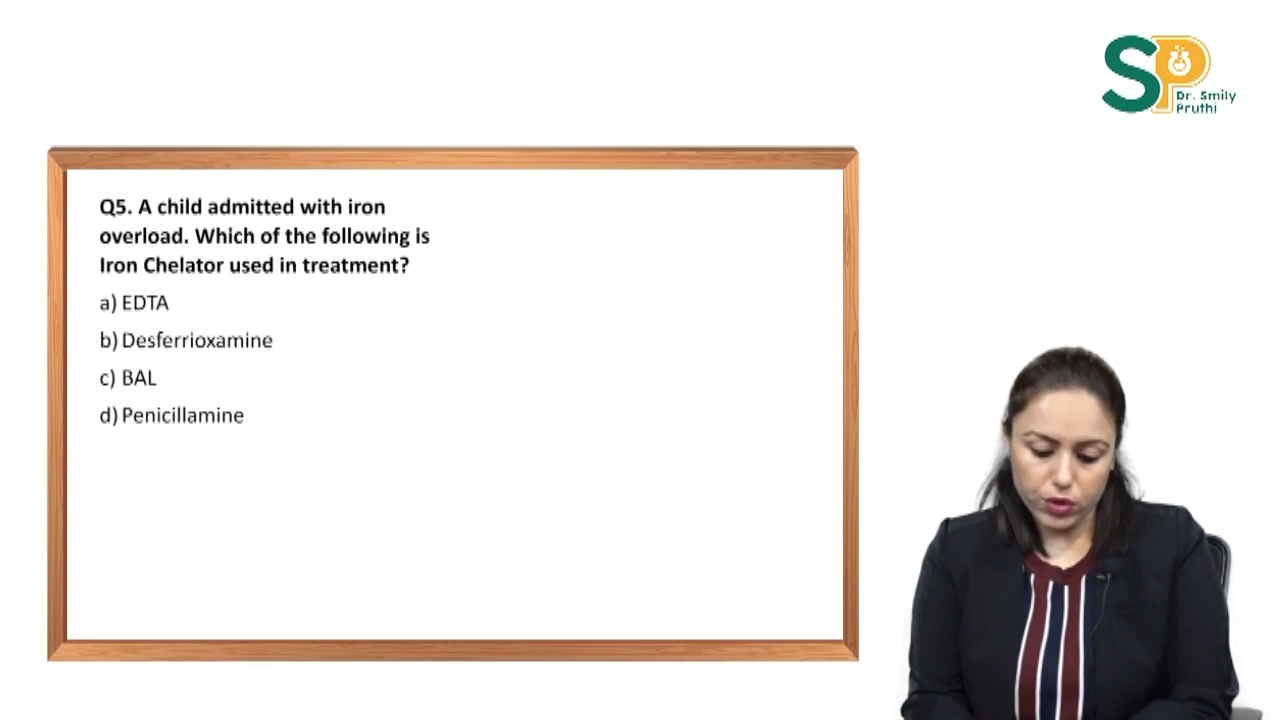 SP
Dr. Smily
Pruthi
Q5. A child admitted with iron
overload. Which of the following is
Iron Chelator used in treatment?
a) EDTA
b) Desferrioxamine
c) BAL
d) Penicillamine